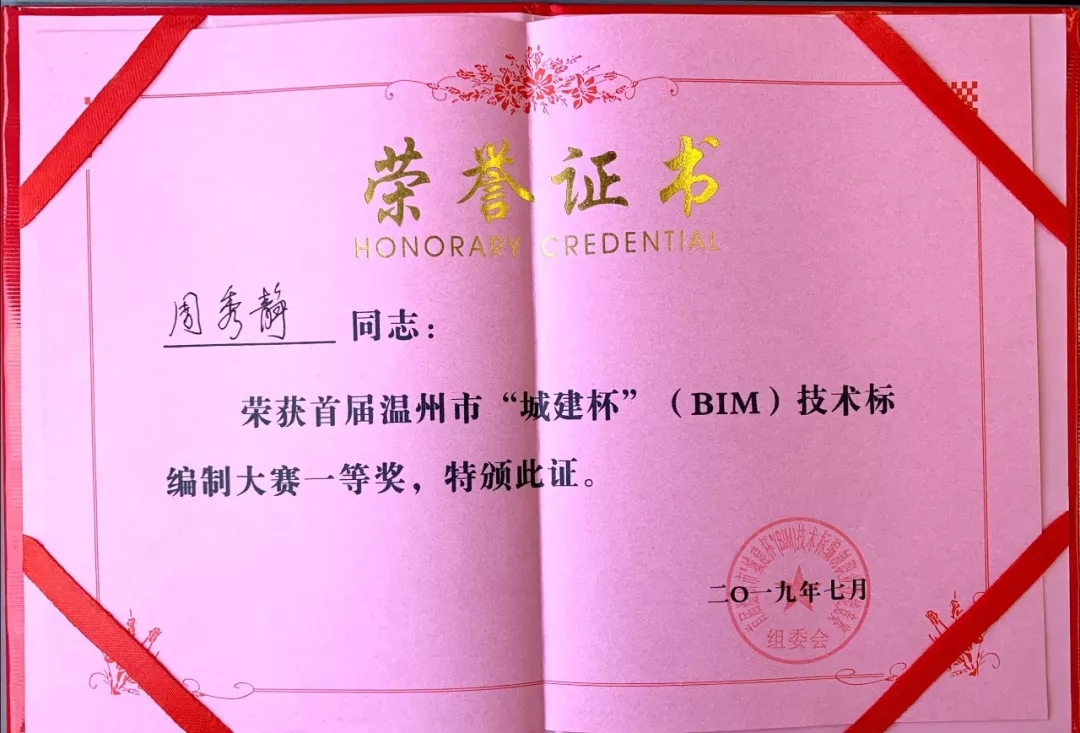 荣誉证书
HONORARY CREDENTIAL
周秀静 同志：
荣获首届温州市“城建杯”（BIM）技术标
编制大赛一等奖，特颁此证。
二〇一九年七月
组委会